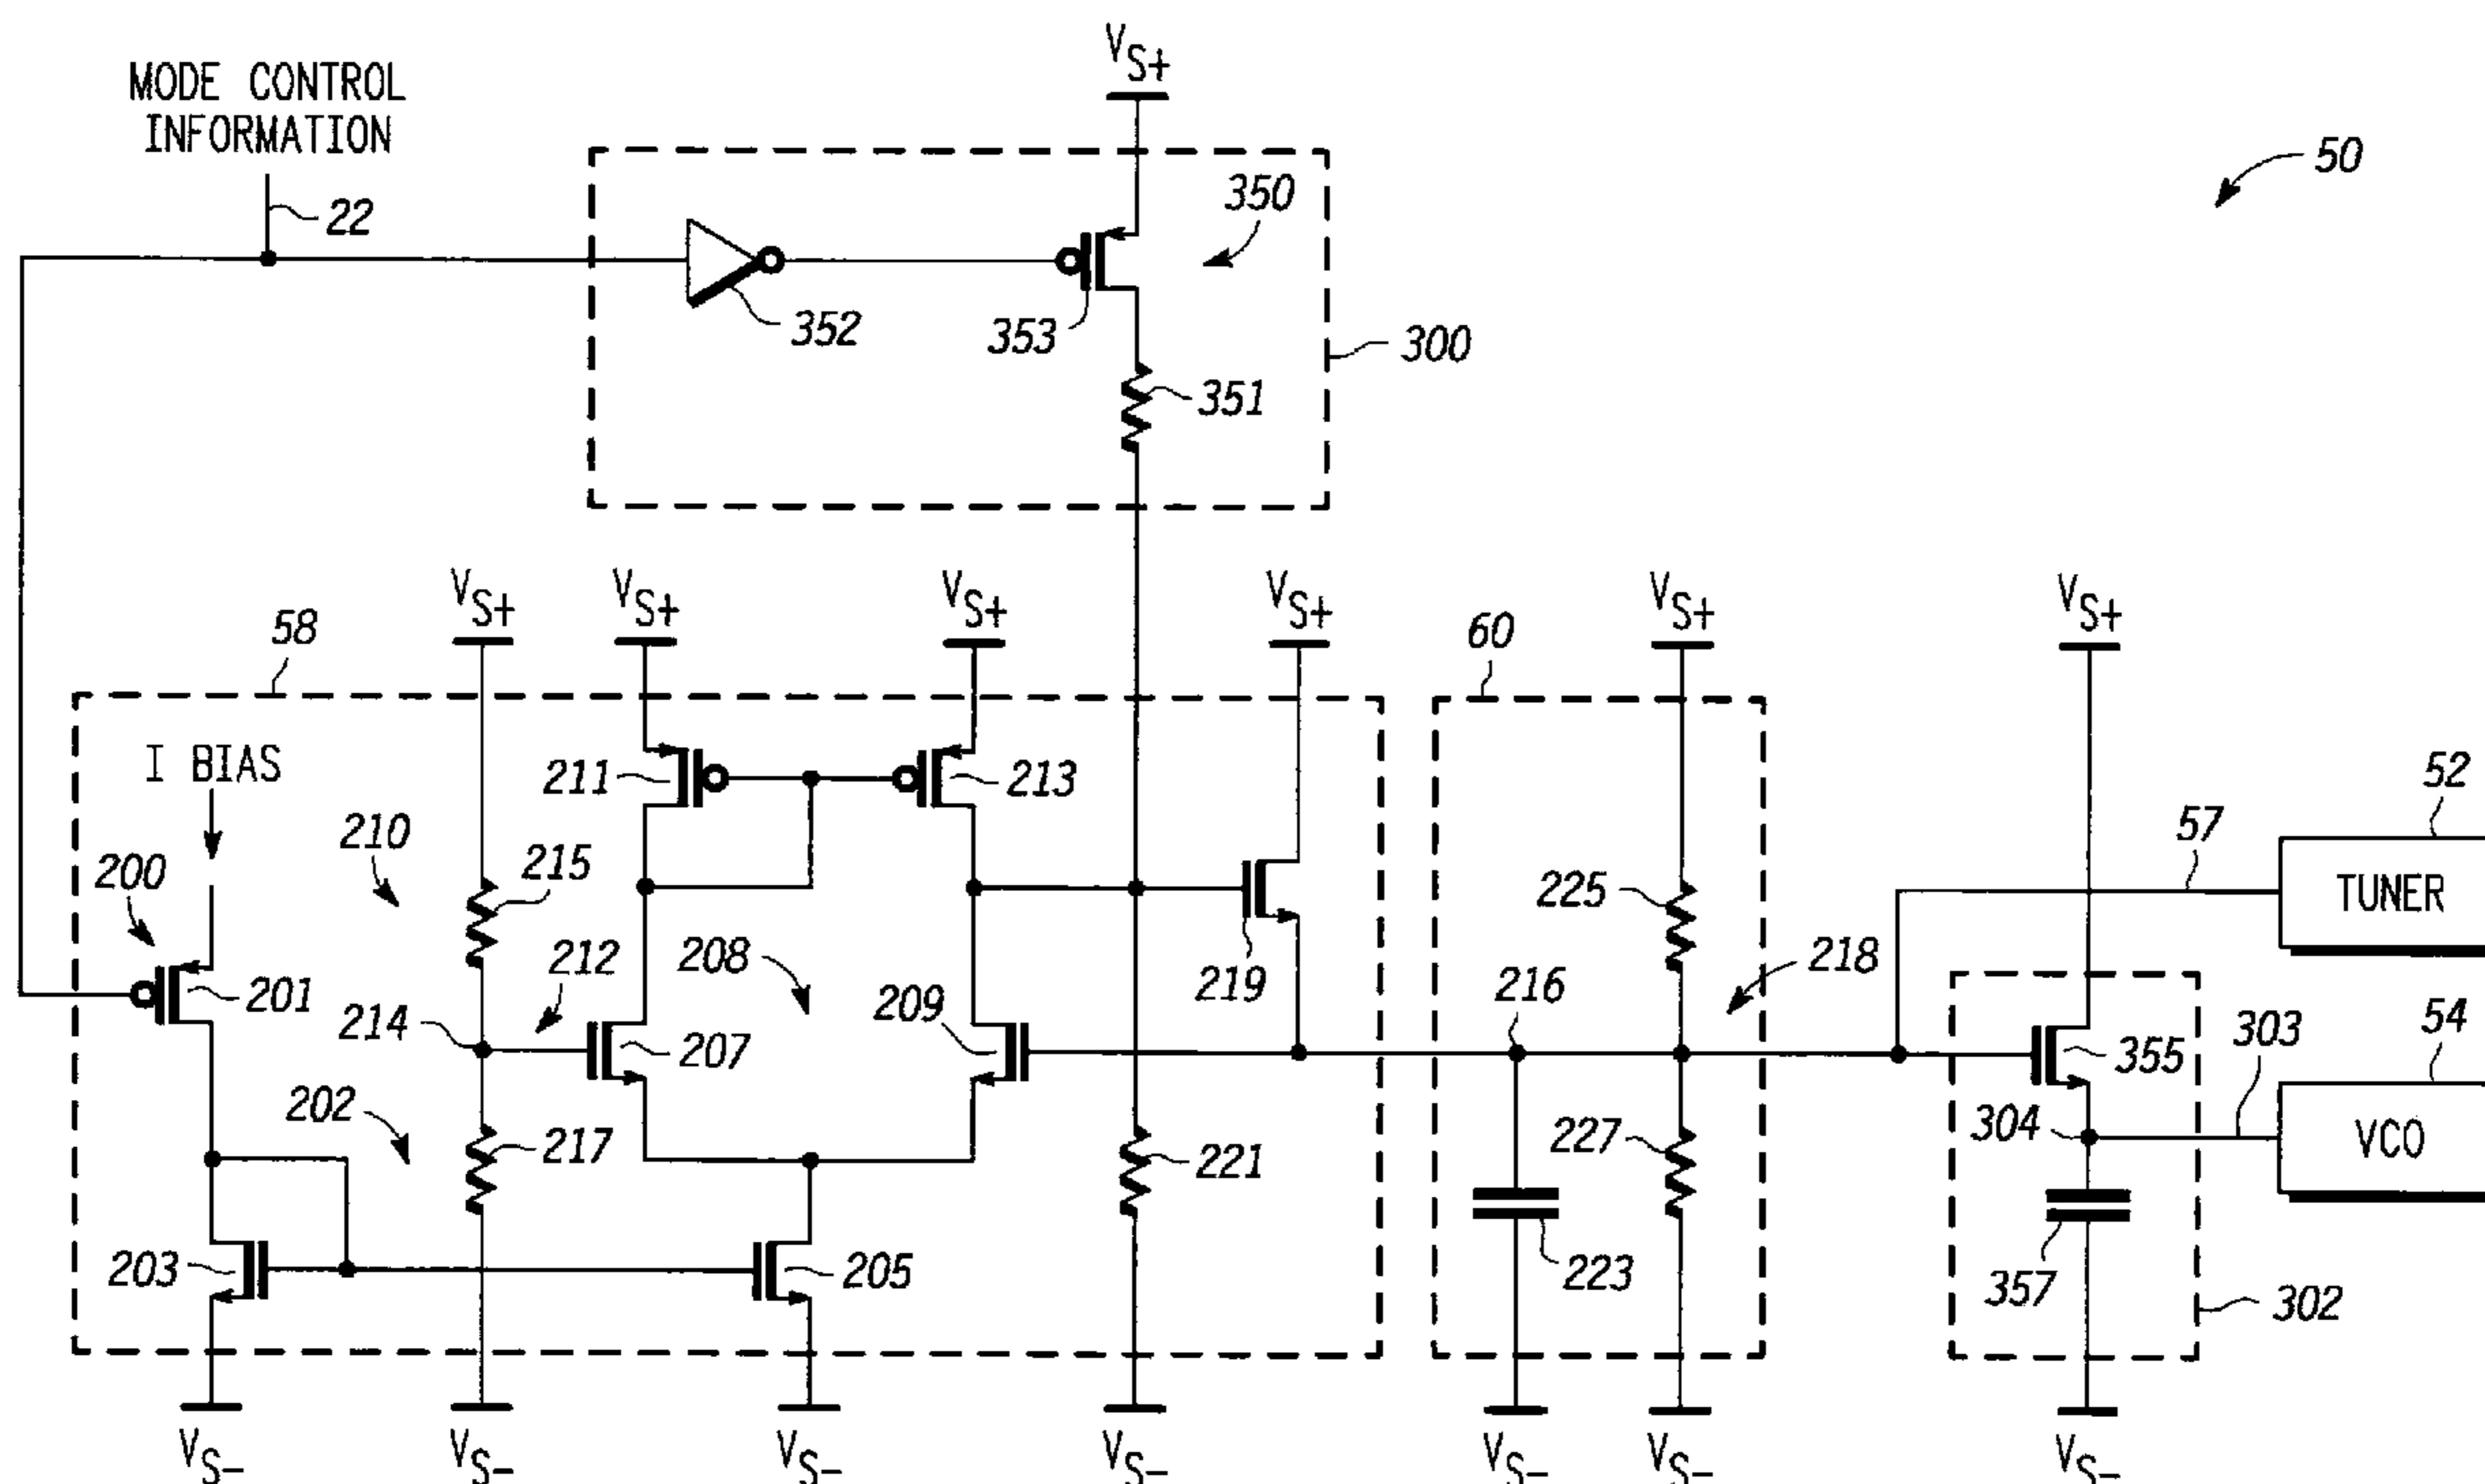 VS+
MODE CONTROL
INFORMATION
50
350
22
352
353
300
351
VS+
VS+
VS+
VS+
VS+
VS+
58
60
I BIAS
211
213
52
57
210
200
215
225
TUNER
212
208
218
201
219
216
214
209
303
54
207
355
202
304
217
221
227
VCO
203
205
223
357
302
VS-
VS-
VS-
VS-
VS-
VS-
VS-